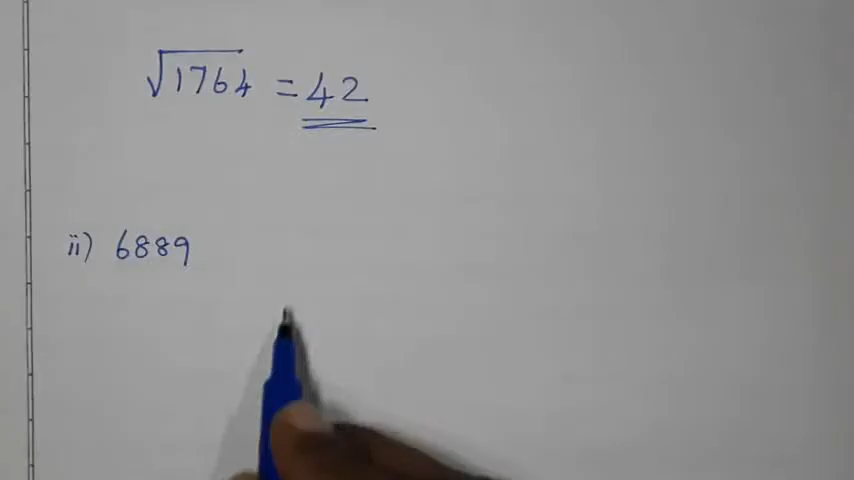 √1764 = 42
ii) 6889